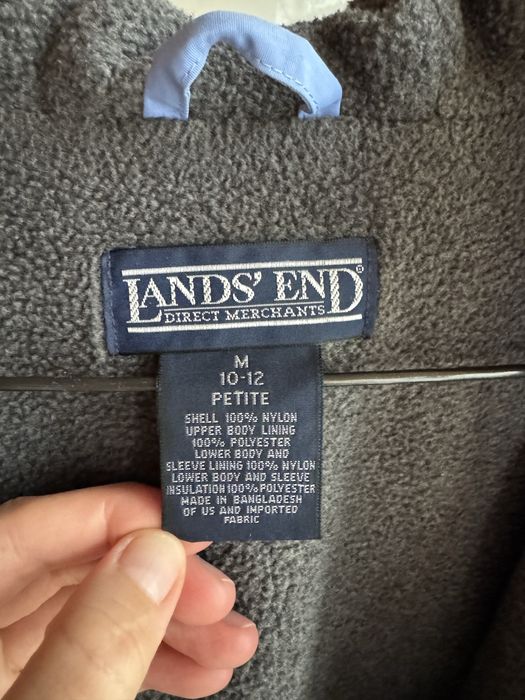 LANDS' END®
DIRECT MERCHANTS
M
10-12
PETITE
SHELL 100% NYLON
UPPER BODY LINING
100% POLYESTER
LOWER BODY AND
SLEEVE LINING 100% NYLON
LOWER BODY AND SLEEVE
INSULATION 100% POLYESTER
MADE IN BANGLADESH
OF US AND IMPORTED
FABRIC